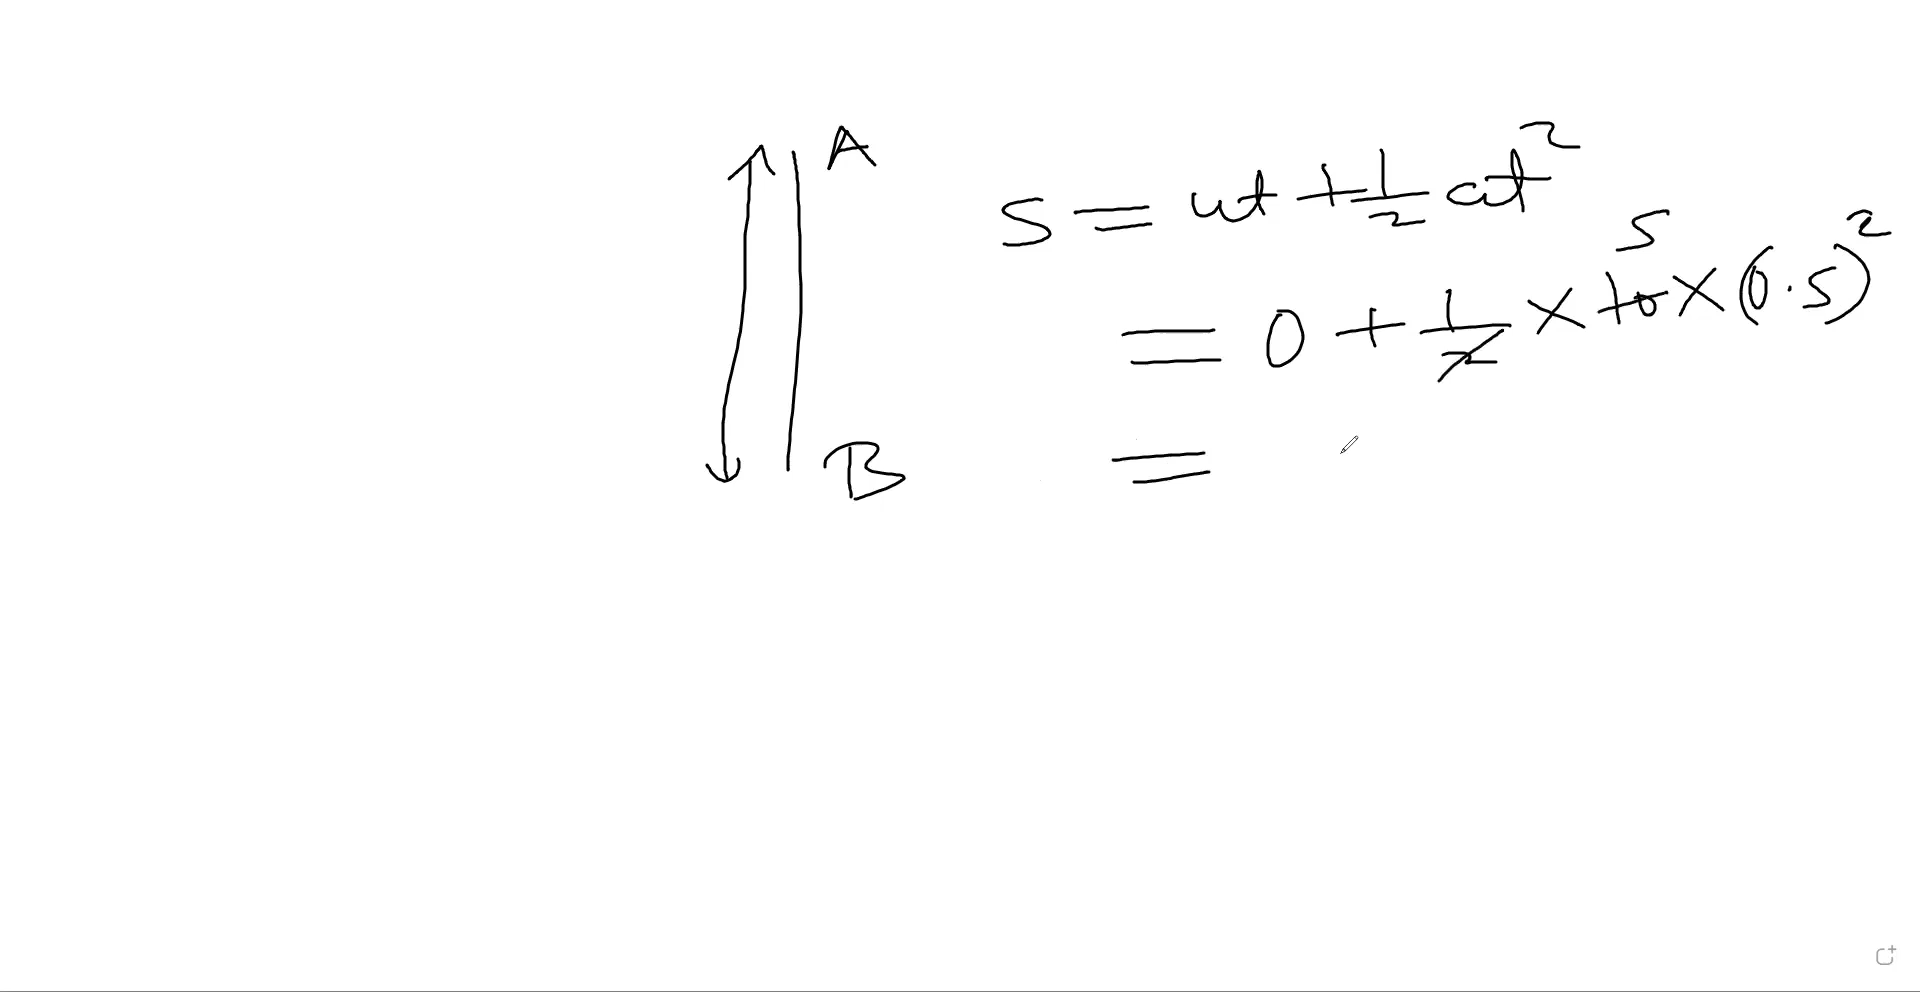 A
S = ut + 1/2 at²
5
= 0 + 1/2 × 10 × (0.5)²
B
=